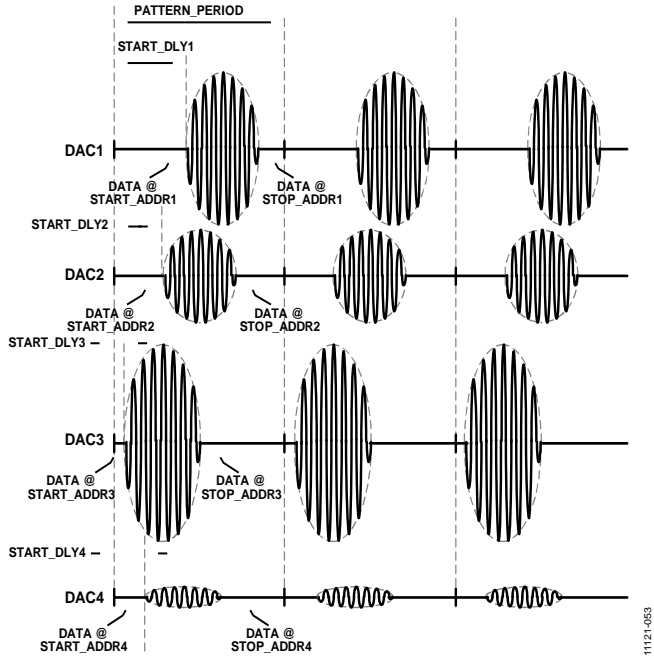 PATTERN_PERIOD
START_DLY1
DAC1
DATA @
START_ADDR1
DATA @
STOP_ADDR1
START_DLY2
DAC2
DATA @
START_ADDR2
DATA @
STOP_ADDR2
START_DLY3
DAC3
DATA @
START_ADDR3
DATA @
STOP_ADDR3
START_DLY4
DAC4
DATA @
START_ADDR4
DATA @
STOP_ADDR4
11121-053